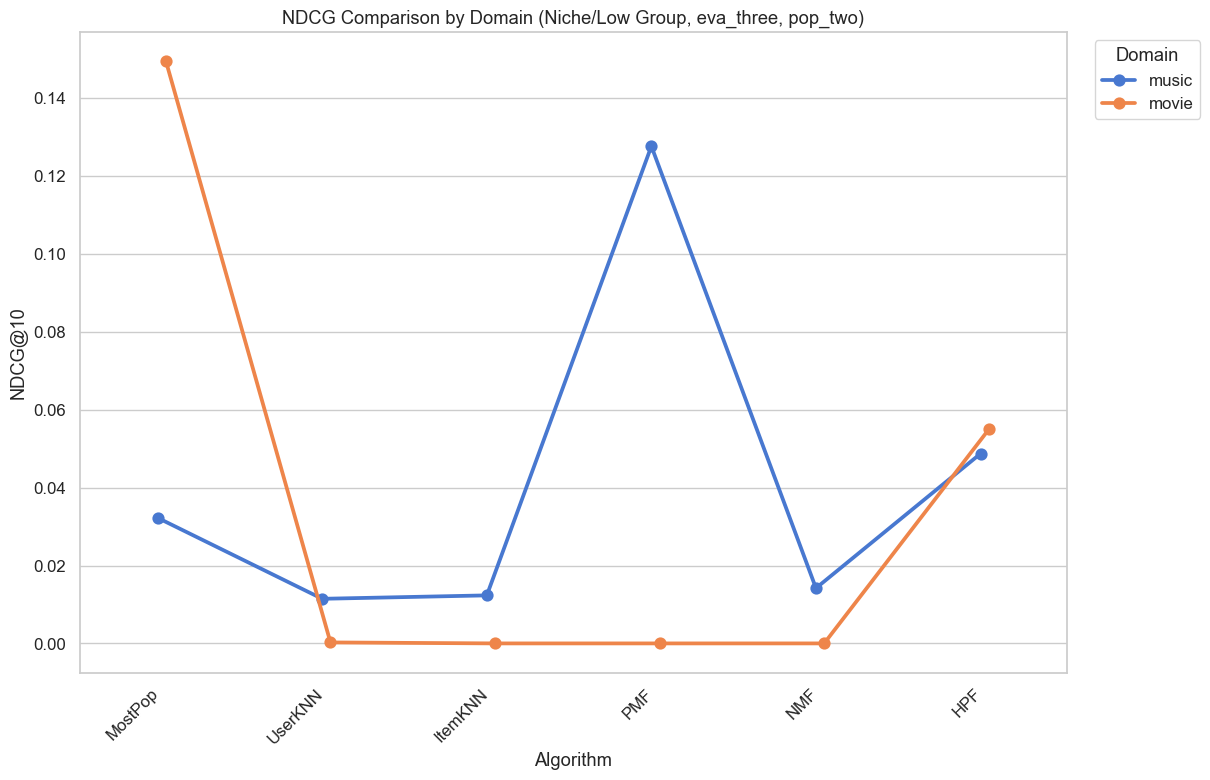 NDCG Comparison by Domain (Niche/Low Group, eva_three, pop_two)
Domain
music
movie
NDCG@10
0.14
0.12
0.10
0.08
0.06
0.04
0.02
0.00
MostPop
UserKNN
ItemKNN
PMF
NMF
HPF
Algorithm